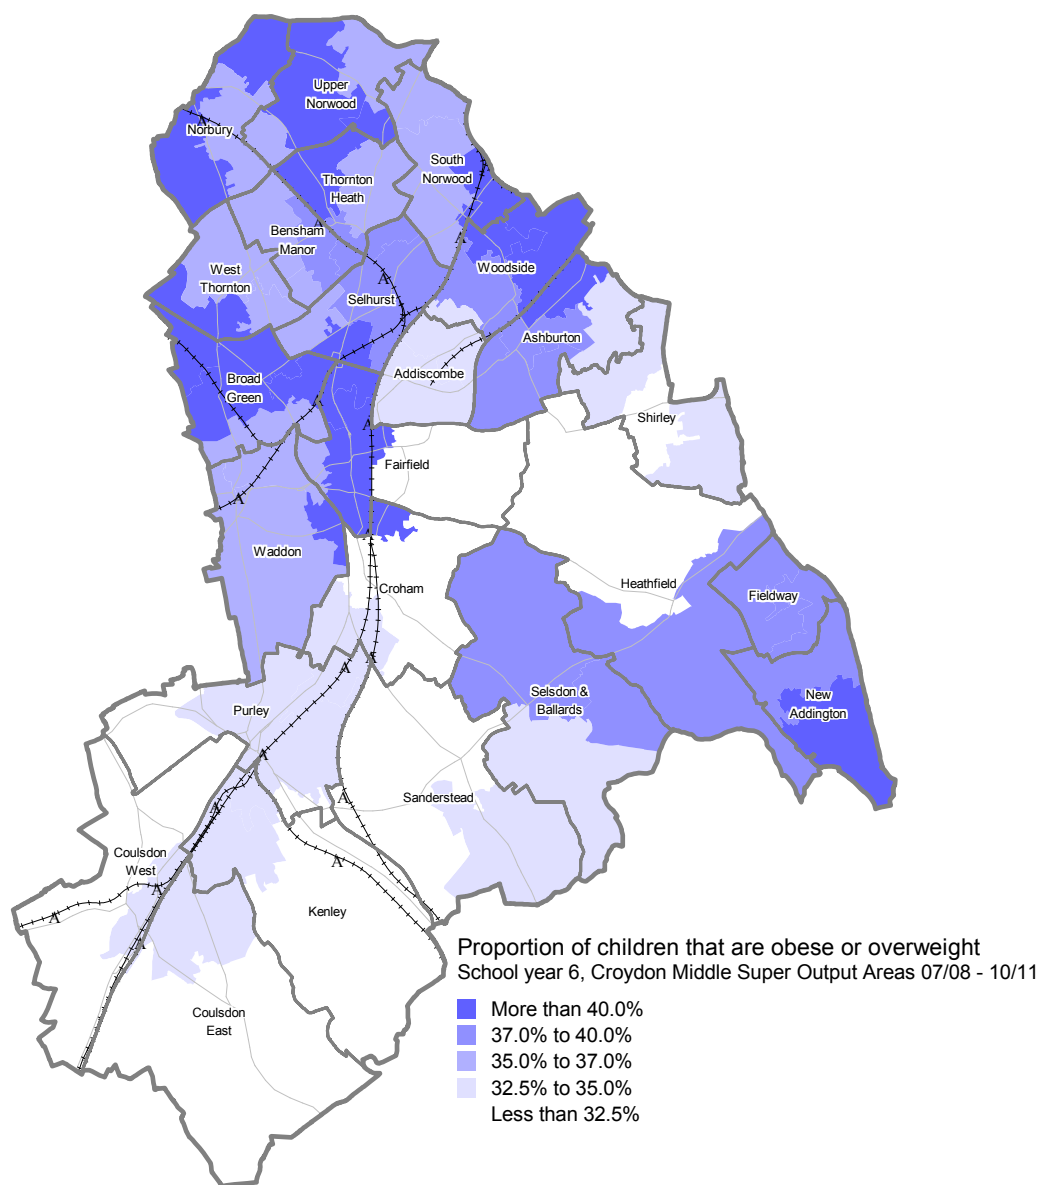 Upper
Norwood
Norbury
South
Norwood
Thornton
Heath
Bensham
Manor
West
Thornton
Woodside
Selhurst
Ashburton
Addiscombe
Broad
Green
Shirley
Fairfield
Waddon
Croham
Heathfield
Fieldway
Selsdon &
Ballards
New
Addington
Purley
Sanderstead
Coulsdon
West
Kenley
Coulsdon
East
Proportion of children that are obese or overweight
School year 6, Croydon Middle Super Output Areas 07/08 - 10/11
More than 40.0%
37.0% to 40.0%
35.0% to 37.0%
32.5% to 35.0%
Less than 32.5%